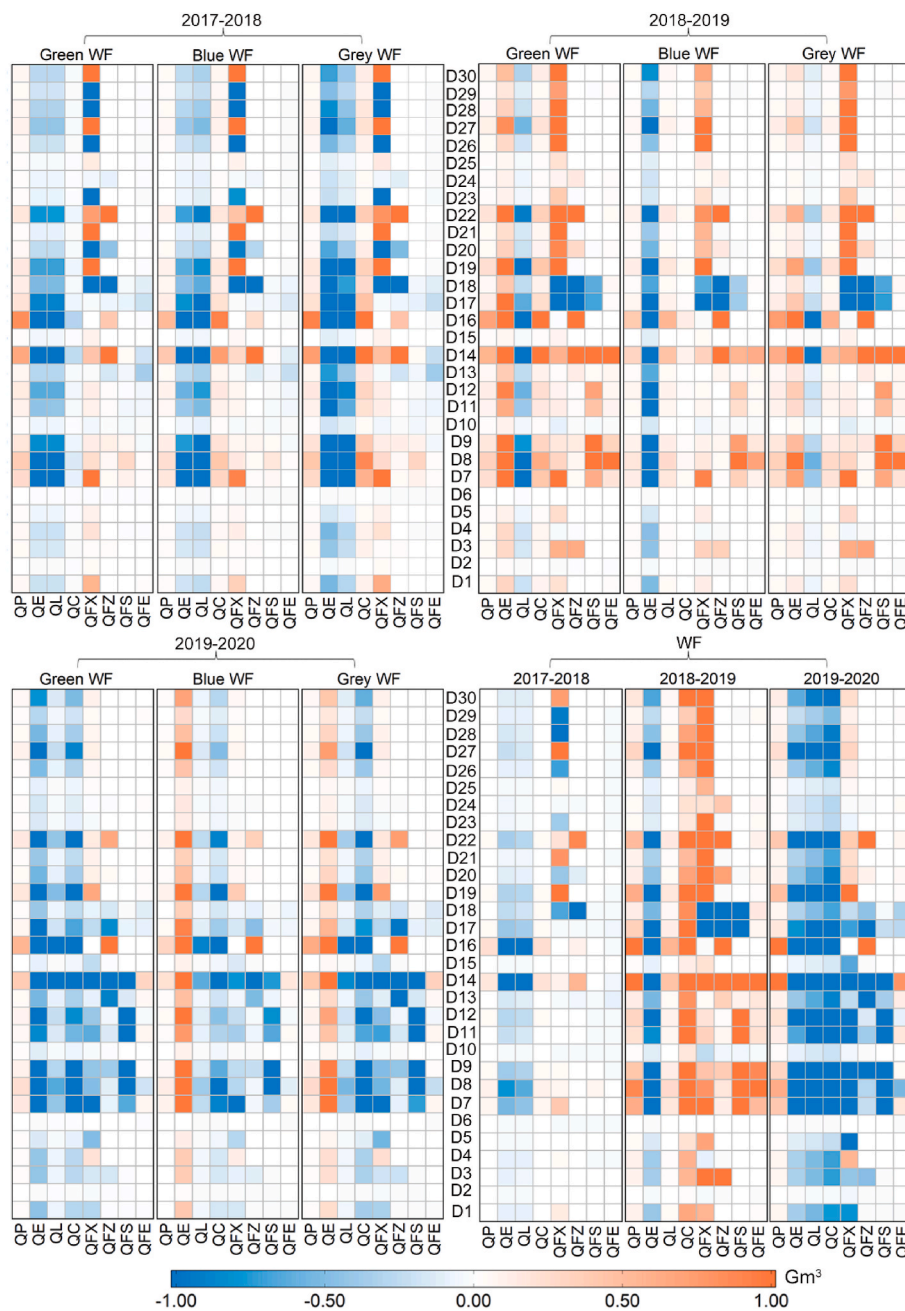 2017-2018
2018-2019
Green WF Blue WF Grey WF
Green WF Blue WF Grey WF
D30
D29
D28
D27
D26
D25
D24
D23
D22
D21
D20
D19
D18
D17
D16
D15
D14
D13
D12
D11
D10
D9
D8
D7
D6
D5
D4
D3
D2
D1
QP QE QL QC QFX QFZ QFS QFE QP QE QL QC QFX QFZ QFS QFE QP QE QL QC QFX QFZ QFS QFE
QP QE QL QC QFX QFZ QFS QFE QP QE QL QC QFX QFZ QFS QFE QP QE QL QC QFX QFZ QFS QFE
2019-2020
WF
Green WF Blue WF Grey WF
2017-2018 2018-2019 2019-2020
D30
D29
D28
D27
D26
D25
D24
D23
D22
D21
D20
D19
D18
D17
D16
D15
D14
D13
D12
D11
D10
D9
D8
D7
D6
D5
D4
D3
D2
D1
QP QE QL QC QFX QFZ QFS QFE QP QE QL QC QFX QFZ QFS QFE QP QE QL QC QFX QFZ QFS QFE
QP QE QL QC QFX QFZ QFS QFE QP QE QL QC QFX QFZ QFS QFE QP QE QL QC QFX QFZ QFS QFE
Gm³
-1.00 -0.50 0.00 0.50 1.00